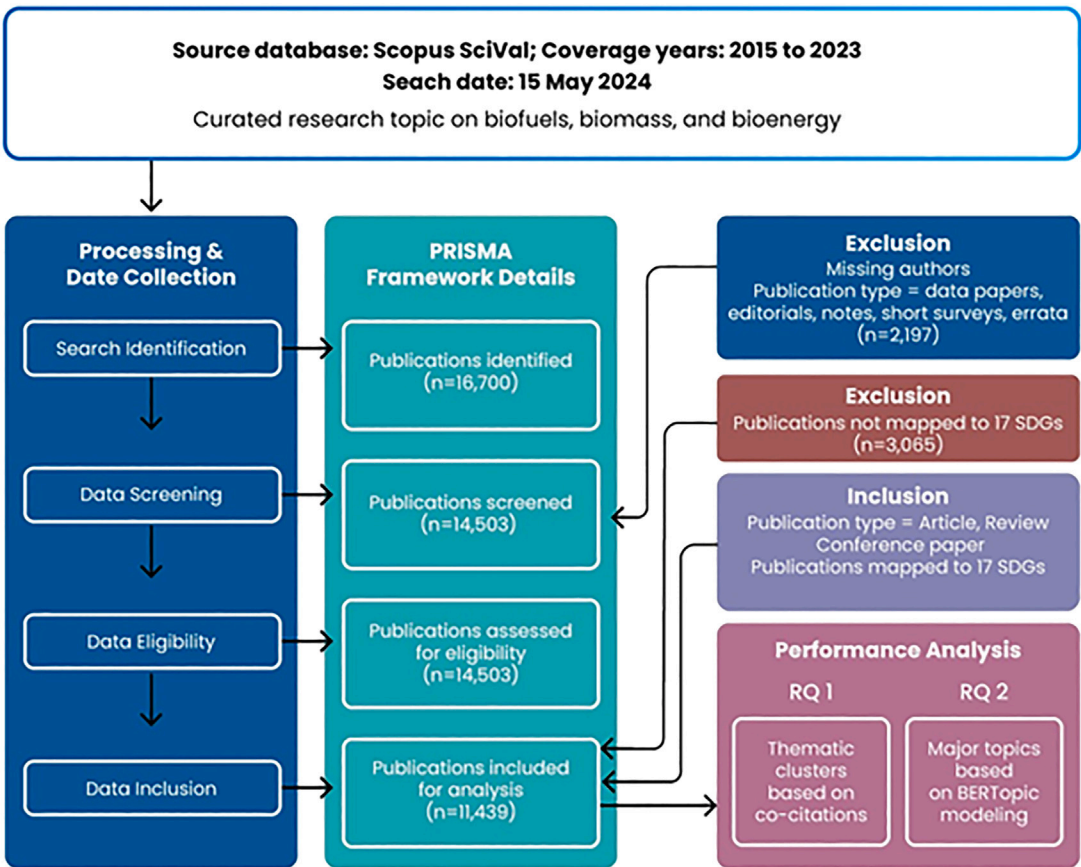 Source database: Scopus SciVal; Coverage years: 2015 to 2023
Seach date: 15 May 2024
Curated research topic on biofuels, biomass, and bioenergy
Processing &
Date Collection
Search Identification
Data Screening
Data Eligibility
Data Inclusion
PRISMA
Framework Details
Publications identified
(n=16,700)
Publications screened
(n=14,503)
Publications assessed
for eligibility
(n=14,503)
Publications included
for analysis
(n=11,439)
Exclusion
Missing authors
Publication type = data papers,
editorials, notes, short surveys, errata
(n=2,197)
Exclusion
Publications not mapped to 17 SDGs
(n=3,065)
Inclusion
Publication type = Article, Review
Conference paper
Publications mapped to 17 SDGs
Performance Analysis
RQ 1
Thematic
clusters
based on
co-citations
RQ 2
Major topics
based
on BERTopic
modeling